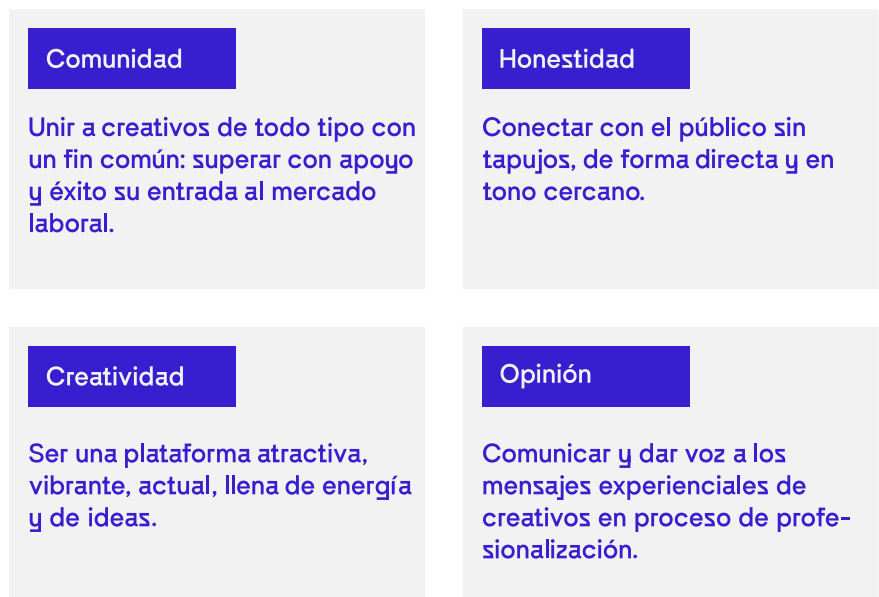 Comunidad
Unir a creativos de todo tipo con
un fin común: superar con apoyo
y éxito su entrada al mercado
laboral.
Honestidad
Conectar con el público sin
tapujos, de forma directa y en
tono cercano.
Creatividad
Ser una plataforma atractiva,
vibrante, actual, llena de energía
y de ideas.
Opinión
Comunicar y dar voz a los
mensajes experienciales de
creativos en proceso de profe-
sionalización.